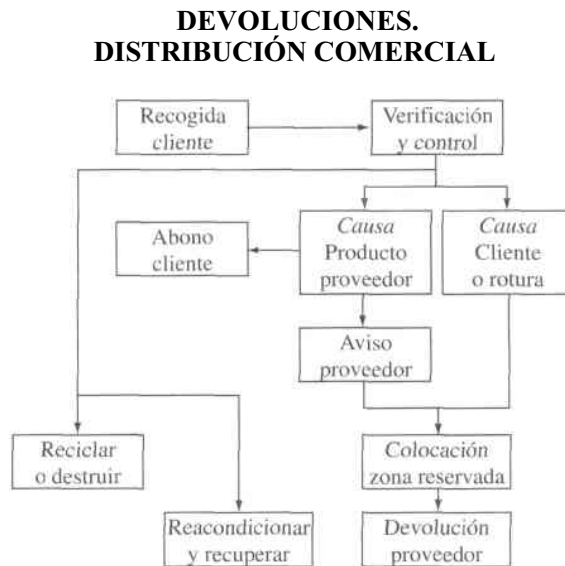 DEVOLUCIONES.
DISTRIBUCIÓN COMERCIAL
Recogida
cliente
Verificación
y control
Abono
cliente
Causa
Producto
proveedor
Causa
Cliente
o rotura
Aviso
proveedor
Reciclar
o destruir
Colocación
zona reservada
Reacondicionar
y recuperar
Devolución
proveedor